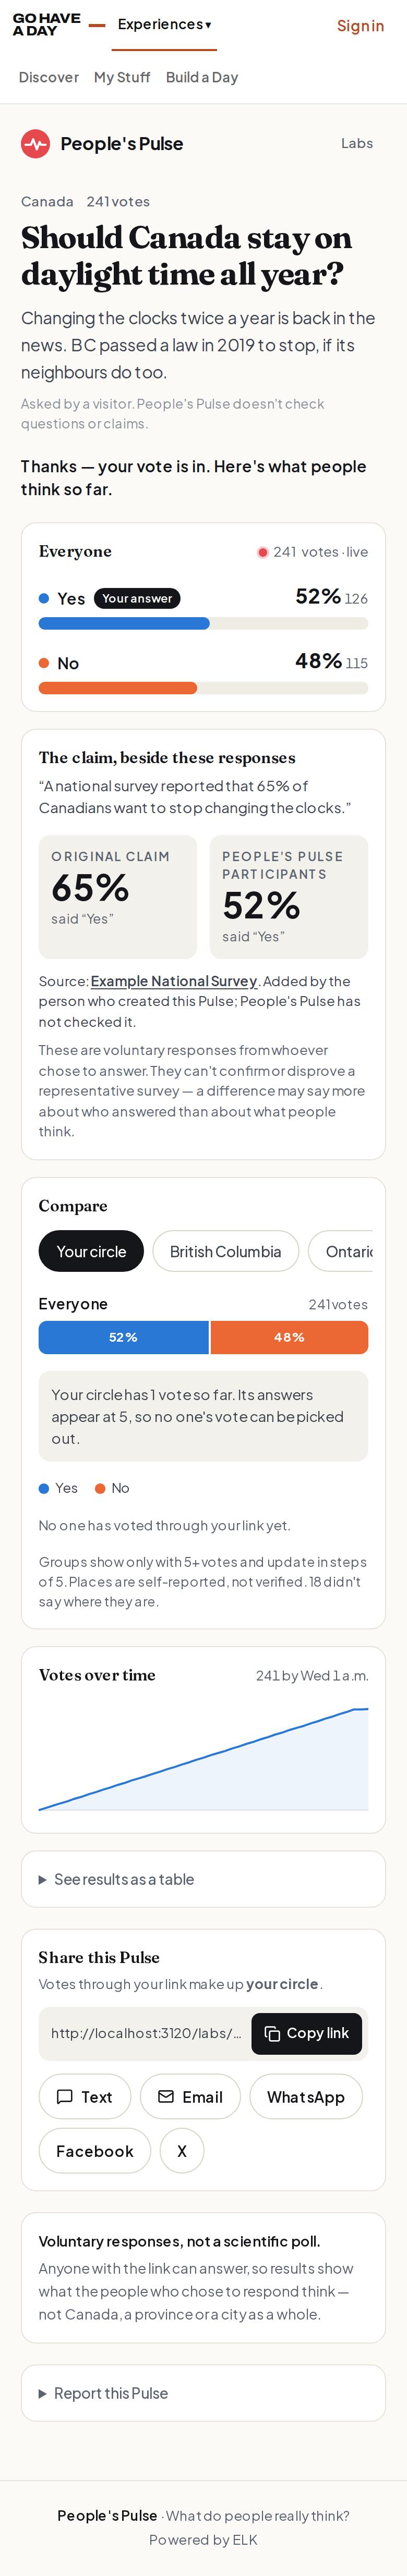 GO HAVE
A DAY
Experiences ▾
Sign in
Discover My Stuff Build a Day
People's Pulse
Labs
Canada 241 votes
Should Canada stay on
daylight time all year?
Changing the clocks twice a year is back in the
news. BC passed a law in 2019 to stop, if its
neighbours do too.
Asked by a visitor. People's Pulse doesn't check
questions or claims.
Thanks — your vote is in. Here's what people
think so far.
Everyone
241 votes · live
Yes Your answer 52% 126
No 48% 115
The claim, beside these responses
“A national survey reported that 65% of
Canadians want to stop changing the clocks.”
ORIGINAL CLAIM
65%
said “Yes”
PEOPLE'S PULSE
PARTICIPANTS
52%
said “Yes”
Source: Example National Survey. Added by the
person who created this Pulse; People's Pulse has
not checked it.
These are voluntary responses from whoever
chose to answer. They can't confirm or disprove a
representative survey — a difference may say more
about who answered than about what people
think.
Compare
Your circle British Columbia Ontaric
Everyone 241 votes
52% 48%
Your circle has 1 vote so far. Its answers
appear at 5, so no one's vote can be picked
out.
Yes No
No one has voted through your link yet.
Groups show only with 5+ votes and update in steps
of 5. Places are self-reported, not verified. 18 didn't
say where they are.
Votes over time 241 by Wed 1 a.m.
▶ See results as a table
Share this Pulse
Votes through your link make up your circle.
http://localhost:3120/labs/... Copy link
Text Email WhatsApp
Facebook X
Voluntary responses, not a scientific poll.
Anyone with the link can answer, so results show
what the people who chose to respond think —
not Canada, a province or a city as a whole.
▶ Report this Pulse
People's Pulse · What do people really think?
Powered by ELK